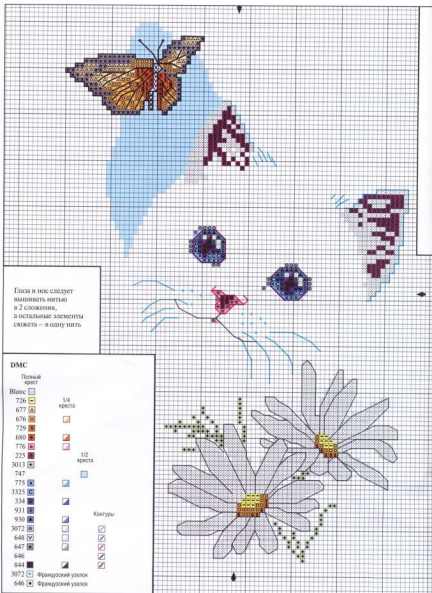 Глаза и нос следует
вышивать нитью
в 2 сложения,
а остальные элементы
сюжета – в одну нить
DMC
Полный
крест
Blanc
726 1/4
677 креста
676
729
680
776
225 1/2
3013 креста
747
775
3325
334
931
930 Контуры
3072
648
647
646
844
3072 Французский узелок
646 Французский узелок